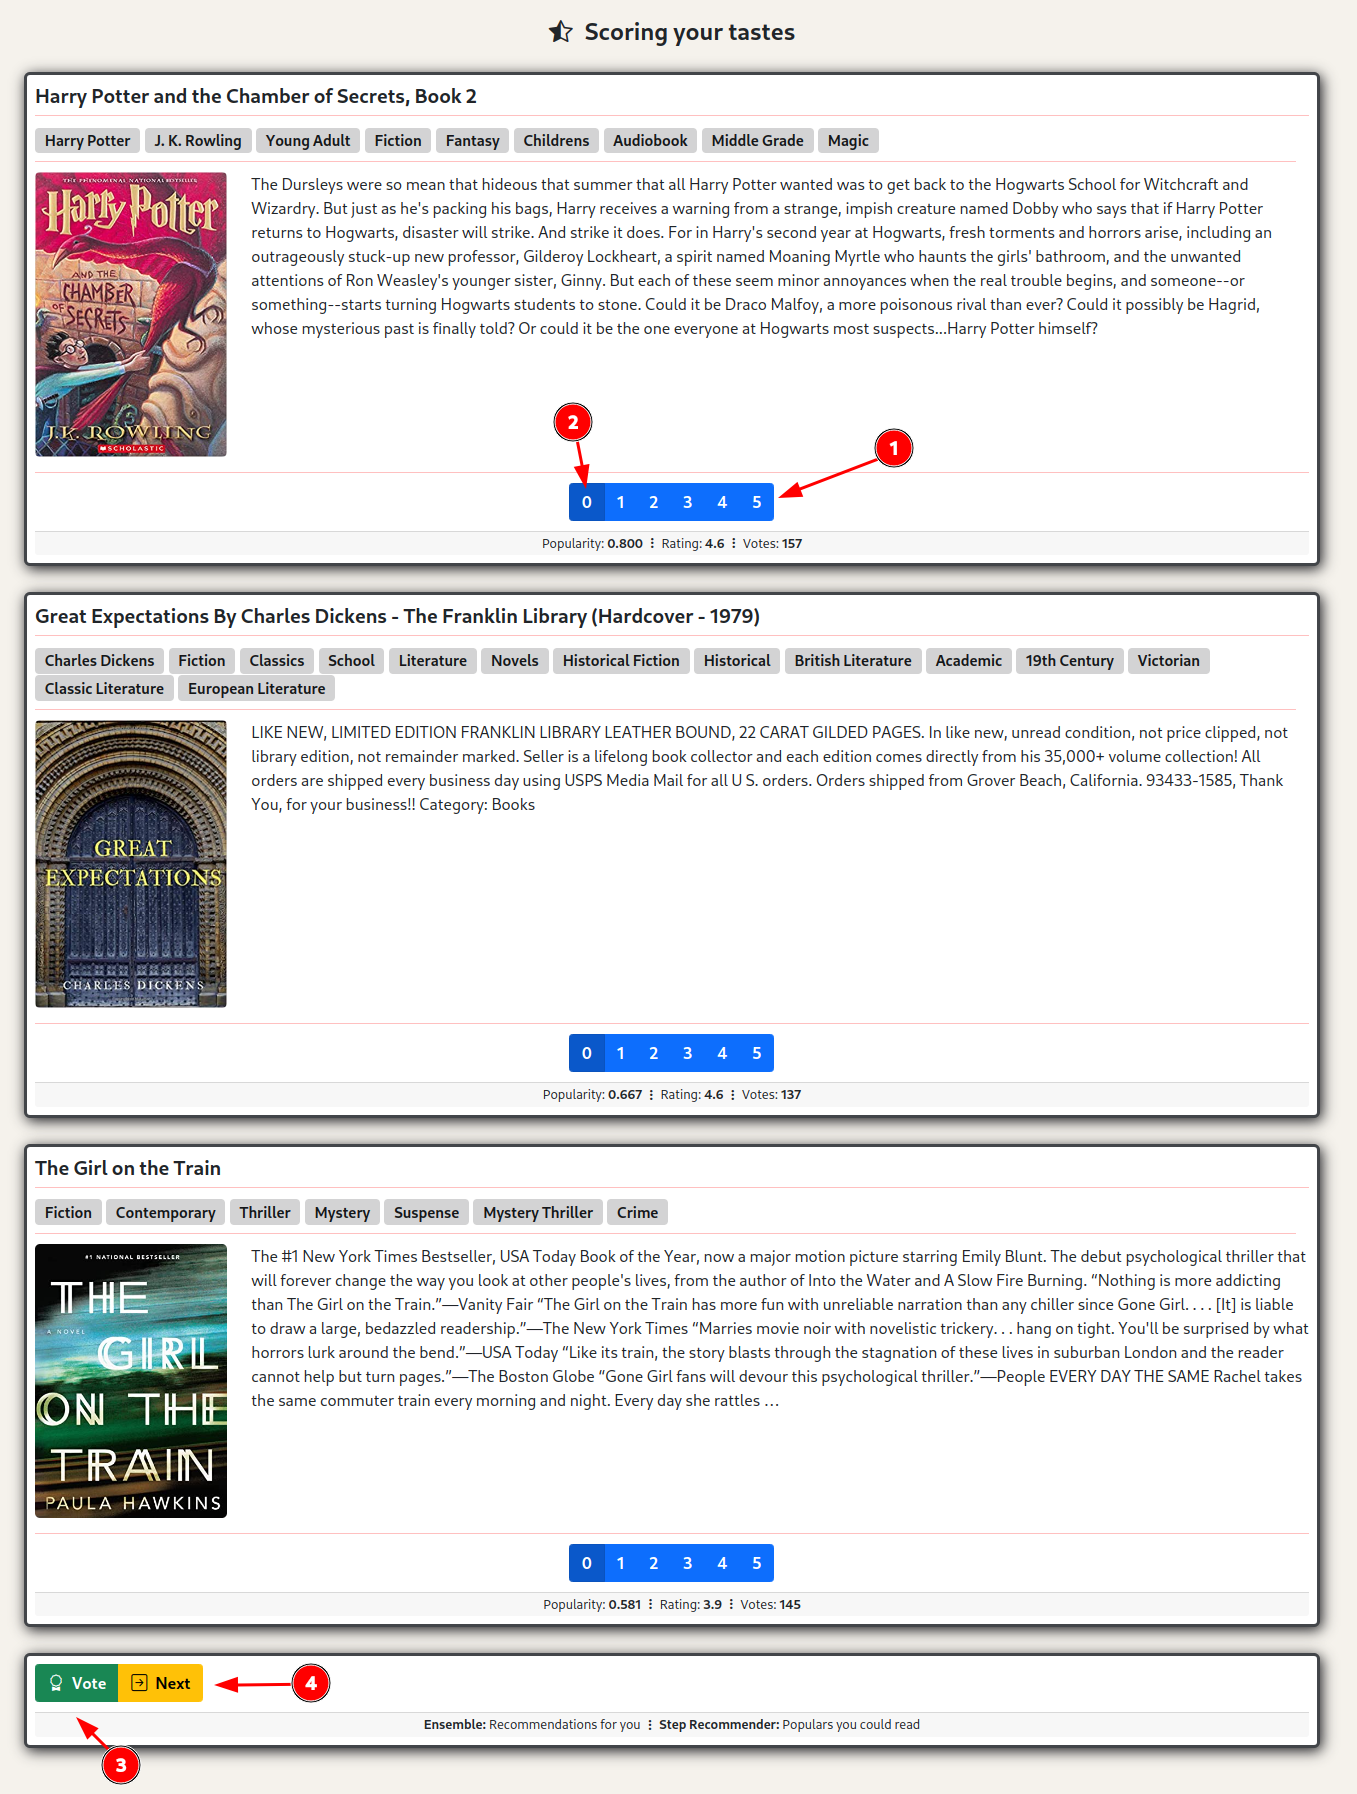 Scoring your tastes
Harry Potter and the Chamber of Secrets, Book 2
Harry Potter J. K. Rowling Young Adult Fiction Fantasy Childrens Audiobook Middle Grade Magic
THE PHENOMENAL NATIONAL BESTSELLER
Harry Potter
AND THE
CHAMBER
OF SECRETS
J.K. ROWLING
SCHOLASTIC
The Dursleys were so mean that hideous that summer that all Harry Potter wanted was to get back to the Hogwarts School for Witchcraft and
Wizardry. But just as he's packing his bags, Harry receives a warning from a strange, impish creature named Dobby who says that if Harry Potter
returns to Hogwarts, disaster will strike. And strike it does. For in Harry's second year at Hogwarts, fresh torments and horrors arise, including an
outrageously stuck-up new professor, Gilderoy Lockheart, a spirit named Moaning Myrtle who haunts the girls' bathroom, and the unwanted
attentions of Ron Weasley's younger sister, Ginny. But each of these seem minor annoyances when the real trouble begins, and someone--or
something--starts turning Hogwarts students to stone. Could it be Draco Malfoy, a more poisonous rival than ever? Could it possibly be Hagrid,
whose mysterious past is finally told? Or could it be the one everyone at Hogwarts most suspects...Harry Potter himself?
2
1
0 1 2 3 4 5
Popularity: 0.800 ⋮ Rating: 4.6 ⋮ Votes: 157
Great Expectations By Charles Dickens - The Franklin Library (Hardcover - 1979)
Charles Dickens Fiction Classics School Literature Novels Historical Fiction Historical British Literature Academic 19th Century Victorian
Classic Literature European Literature
GREAT
EXPECTATIONS
CHARLES DICKENS
LIKE NEW, LIMITED EDITION FRANKLIN LIBRARY LEATHER BOUND, 22 CARAT GILDED PAGES. In like new, unread condition, not price clipped, not
library edition, not remainder marked. Seller is a lifelong book collector and each edition comes directly from his 35,000+ volume collection! All
orders are shipped every business day using USPS Media Mail for all U S. orders. Orders shipped from Grover Beach, California. 93433-1585, Thank
You, for your business!! Category: Books
0 1 2 3 4 5
Popularity: 0.667 ⋮ Rating: 4.6 ⋮ Votes: 137
The Girl on the Train
Fiction Contemporary Thriller Mystery Suspense Mystery Thriller Crime
#1 NATIONAL BESTSELLER
THE
A NOVEL
GIRL
ON THE
TRAIN
PAULA HAWKINS
The #1 New York Times Bestseller, USA Today Book of the Year, now a major motion picture starring Emily Blunt. The debut psychological thriller that
will forever change the way you look at other people's lives, from the author of Into the Water and A Slow Fire Burning. “Nothing is more addicting
than The Girl on the Train.”—Vanity Fair “The Girl on the Train has more fun with unreliable narration than any chiller since Gone Girl. . . . [It] is liable
to draw a large, bedazzled readership.”—The New York Times “Marries movie noir with novelistic trickery. . . hang on tight. You'll be surprised by what
horrors lurk around the bend.”—USA Today “Like its train, the story blasts through the stagnation of these lives in suburban London and the reader
cannot help but turn pages.”—The Boston Globe “Gone Girl fans will devour this psychological thriller.”—People EVERY DAY THE SAME Rachel takes
the same commuter train every morning and night. Every day she rattles …
0 1 2 3 4 5
Popularity: 0.581 ⋮ Rating: 3.9 ⋮ Votes: 145
Vote Next
4
Ensemble: Recommendations for you ⋮ Step Recommender: Populars you could read
3